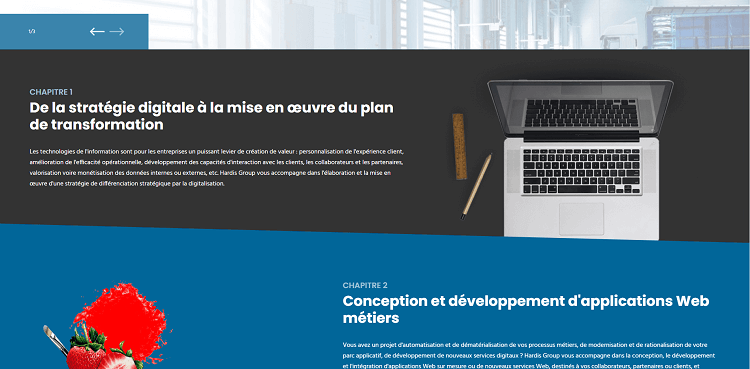 1/3
CHAPITRE 1
De la stratégie digitale à la mise en œuvre du plan
de transformation
Les technologies de l'information sont pour les entreprises un puissant levier de création de valeur : personnalisation de l'expérience client,
amélioration de l'efficacité opérationnelle, développement des capacités d'interaction avec les clients, les collaborateurs et les partenaires,
valorisation voire monétisation des données internes ou externes, etc. Hardis Group vous accompagne dans l'élaboration et la mise en
œuvre d'une stratégie de différenciation stratégique par la digitalisation.
CHAPITRE 2
Conception et développement d'applications Web
métiers
Vous avez un projet d'automatisation et de dématérialisation de vos processus métiers, de modernisation et de rationalisation de votre
parc applicatif, de développement de nouveaux services digitaux ? Hardis Group vous accompagne dans la conception, le développement
et l'intégration d'applications Web sur mesure ou de nouveaux services Web, destinés à vos collaborateurs, partenaires ou clients, et